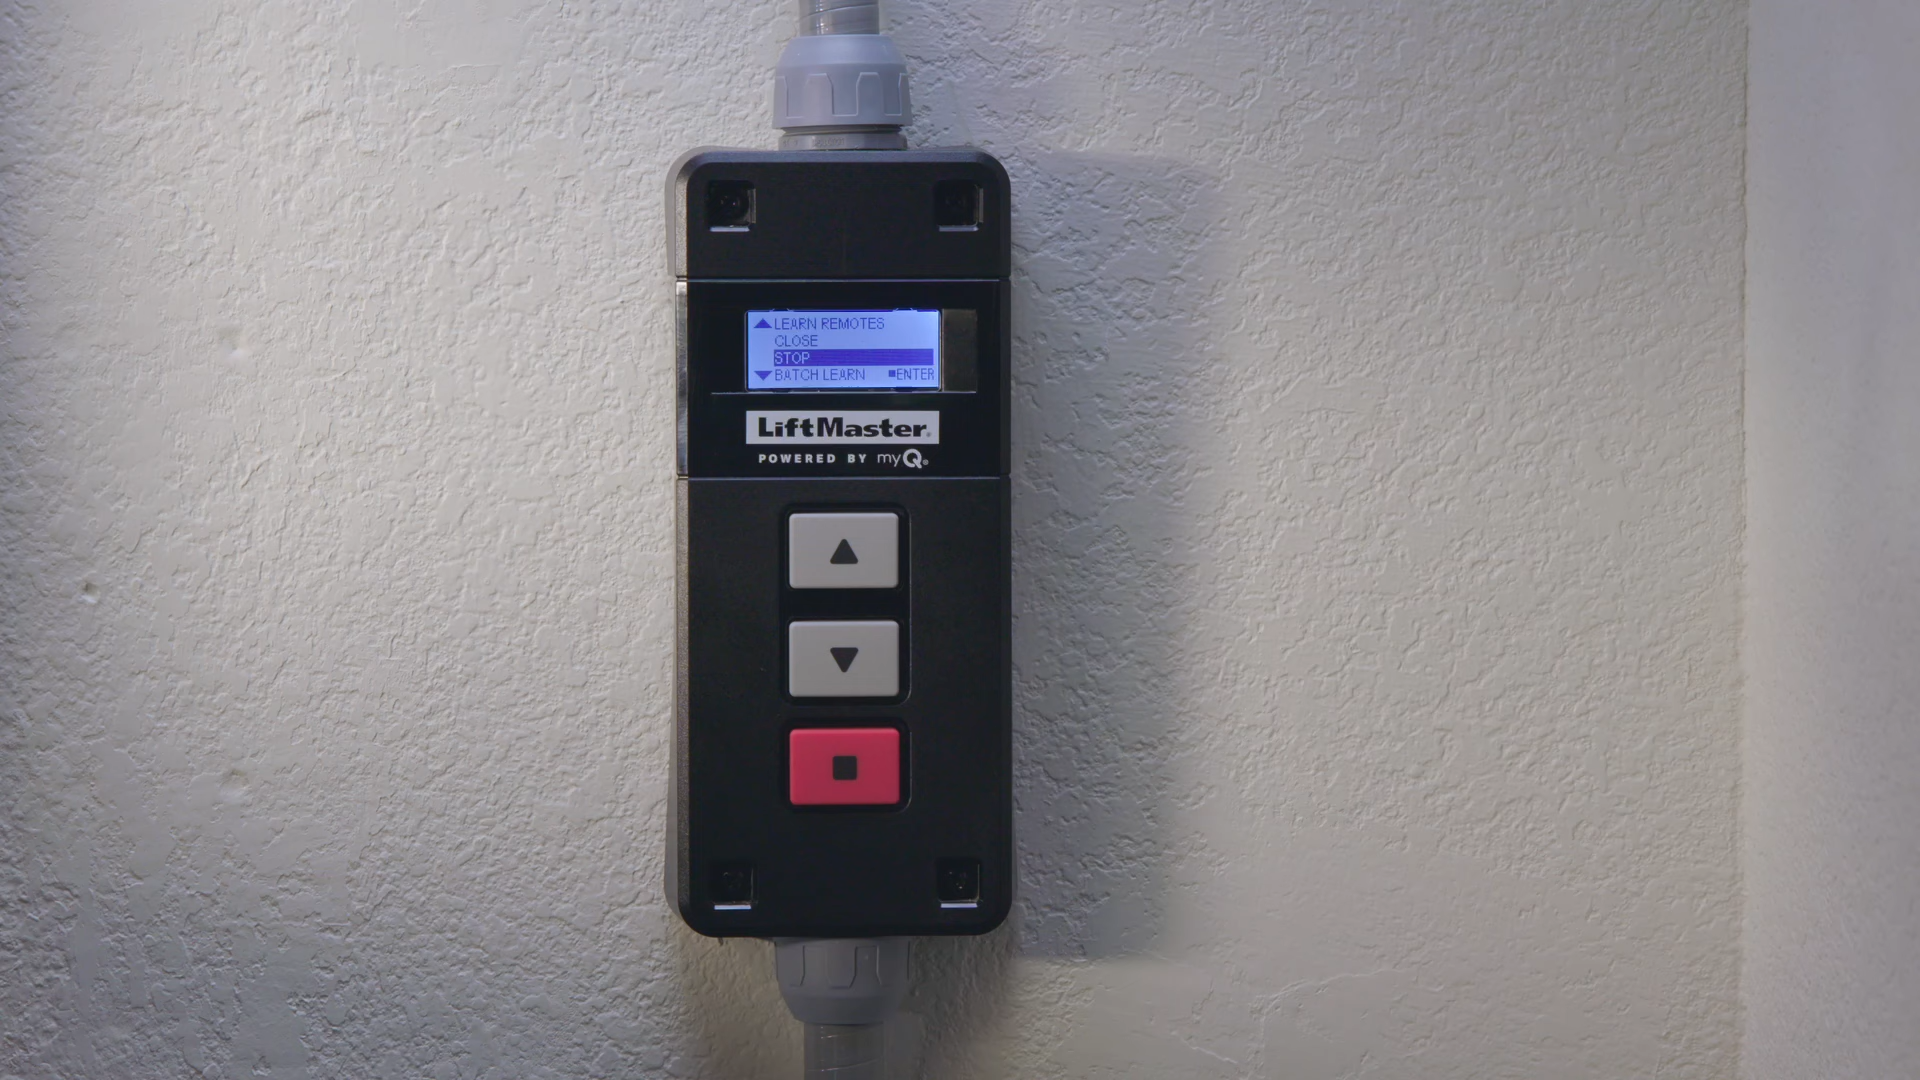 ▲ LEARN REMOTES
CLOSE
STOP
▼ BATCH LEARN ■ENTER
LiftMaster®
POWERED BY myQ®